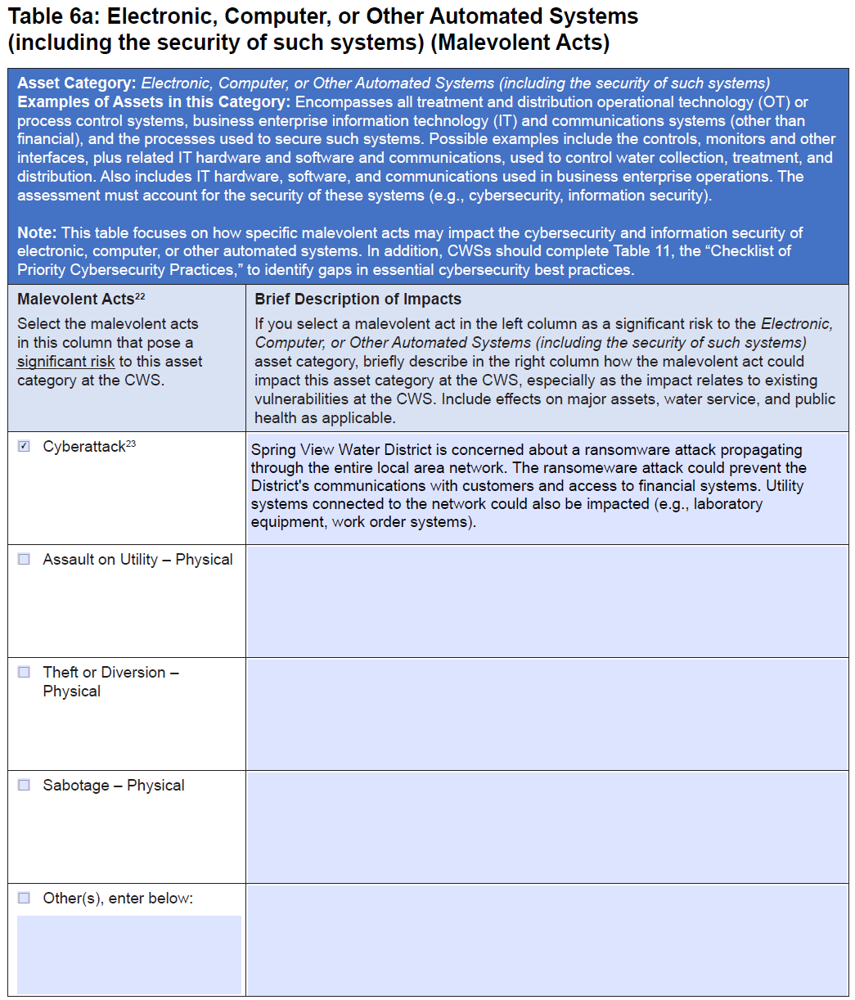 Table 6a: Electronic, Computer, or Other Automated Systems
(including the security of such systems) (Malevolent Acts)
Asset Category: Electronic, Computer, or Other Automated Systems (including the security of such systems)
Examples of Assets in this Category: Encompasses all treatment and distribution operational technology (OT) or
process control systems, business enterprise information technology (IT) and communications systems (other than
financial), and the processes used to secure such systems. Possible examples include the controls, monitors and other
interfaces, plus related IT hardware and software and communications, used to control water collection, treatment, and
distribution. Also includes IT hardware, software, and communications used in business enterprise operations. The
assessment must account for the security of these systems (e.g., cybersecurity, information security).
Note: This table focuses on how specific malevolent acts may impact the cybersecurity and information security of
electronic, computer, or other automated systems. In addition, CWSs should complete Table 11, the “Checklist of
Priority Cybersecurity Practices,” to identify gaps in essential cybersecurity best practices.
Malevolent Acts22
Select the malevolent acts
in this column that pose a
significant risk to this asset
category at the CWS.
Brief Description of Impacts
If you select a malevolent act in the left column as a significant risk to the Electronic,
Computer, or Other Automated Systems (including the security of such systems)
asset category, briefly describe in the right column how the malevolent act could
impact this asset category at the CWS, especially as the impact relates to existing
vulnerabilities at the CWS. Include effects on major assets, water service, and public
health as applicable.
Cyberattack23
Spring View Water District is concerned about a ransomware attack propagating
through the entire local area network. The ransomeware attack could prevent the
District's communications with customers and access to financial systems. Utility
systems connected to the network could also be impacted (e.g., laboratory
equipment, work order systems).
Assault on Utility – Physical
Theft or Diversion –
Physical
Sabotage – Physical
Other(s), enter below: